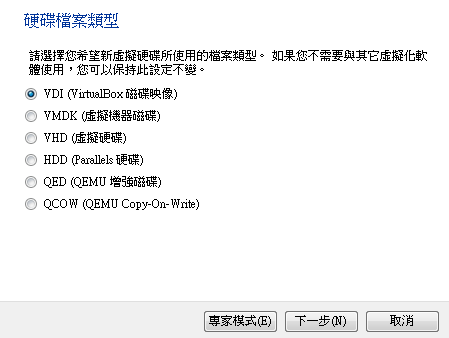 硬碟檔案類型
請選擇您希望新虛擬硬碟所使用的檔案類型。 如果您不需要與其它虛擬化軟
體使用，您可以保持此設定不變。
VDI (VirtualBox 磁碟映像)
VMDK (虛擬機器磁碟)
VHD (虛擬硬碟)
HDD (Parallels 硬碟)
QED (QEMU 增強磁碟)
QCOW (QEMU Copy-On-Write)
專家模式(E) 下一步(N) 取消